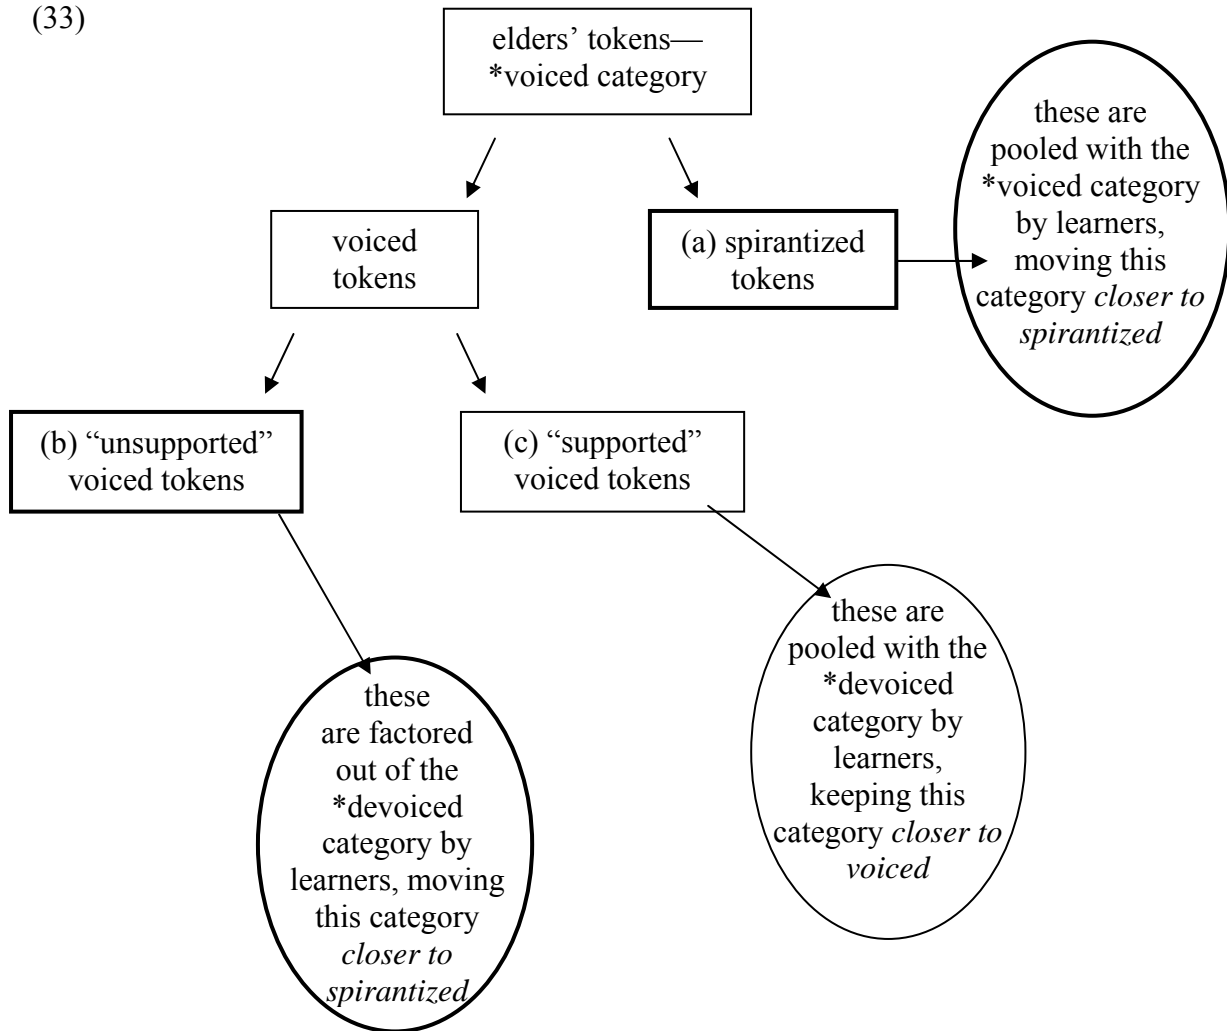 (33)
elders’ tokens—
*voiced category
these are
pooled with the
*voiced category
by learners,
moving this
category closer to
spirantized
voiced
tokens
(a) spirantized
tokens
(b) “unsupported”
voiced tokens
(c) “supported”
voiced tokens
these are
pooled with the
*devoiced
category by
learners,
keeping this
category closer to
voiced
these
are factored
out of the
*devoiced
category by
learners, moving
this category
closer to
spirantized